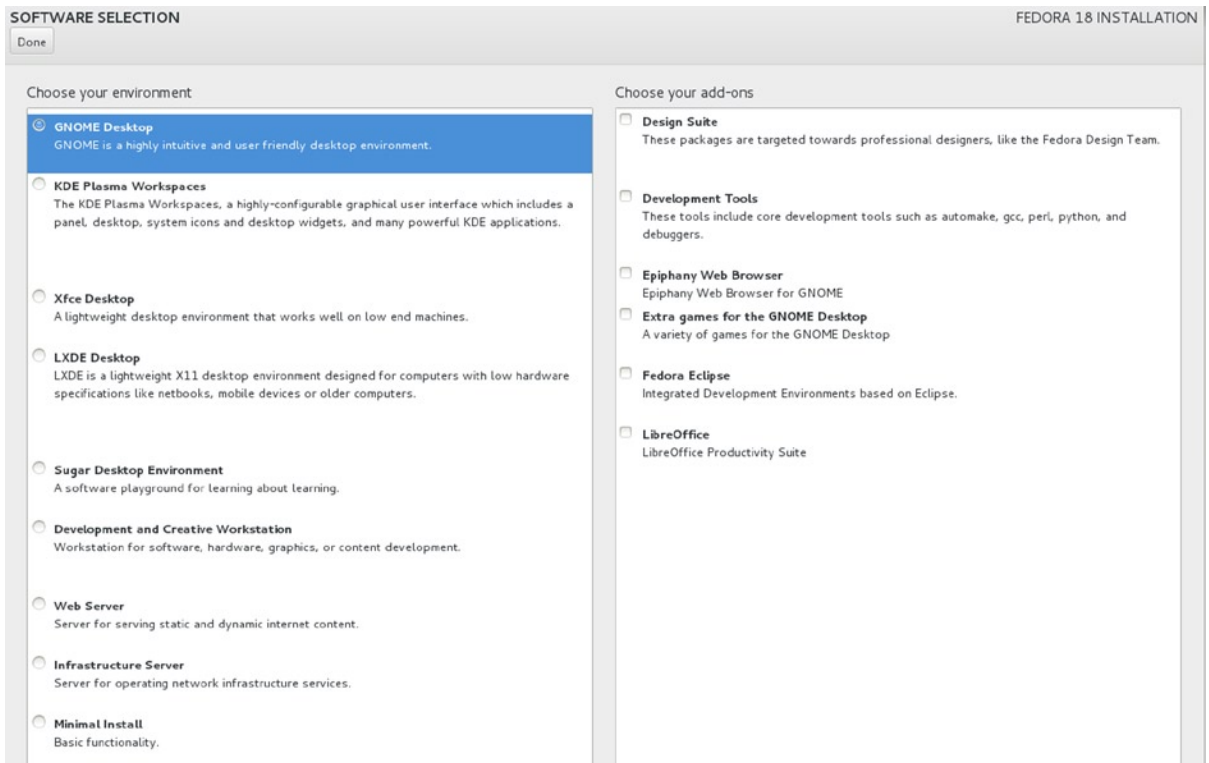 SOFTWARE SELECTION
FEDORA 18 INSTALLATION
Done
Choose your environment
GNOME Desktop
GNOME is a highly intuitive and user friendly desktop environment.
KDE Plasma Workspaces
The KDE Plasma Workspaces, a highly-configurable graphical user interface which includes a
panel, desktop, system icons and desktop widgets, and many powerful KDE applications.
Xfce Desktop
A lightweight desktop environment that works well on low end machines.
LXDE Desktop
LXDE is a lightweight X11 desktop environment designed for computers with low hardware
specifications like netbooks, mobile devices or older computers.
Sugar Desktop Environment
A software playground for learning about learning.
Development and Creative Workstation
Workstation for software, hardware, graphics, or content development.
Web Server
Server for serving static and dynamic internet content.
Infrastructure Server
Server for operating network infrastructure services.
Minimal Install
Basic functionality.
Choose your add-ons
Design Suite
These packages are targeted towards professional designers, like the Fedora Design Team.
Development Tools
These tools include core development tools such as automake, gcc, perl, python, and
debuggers.
Epiphany Web Browser
Epiphany Web Browser for GNOME
Extra games for the GNOME Desktop
A variety of games for the GNOME Desktop
Fedora Eclipse
Integrated Development Environments based on Eclipse.
LibreOffice
LibreOffice Productivity Suite